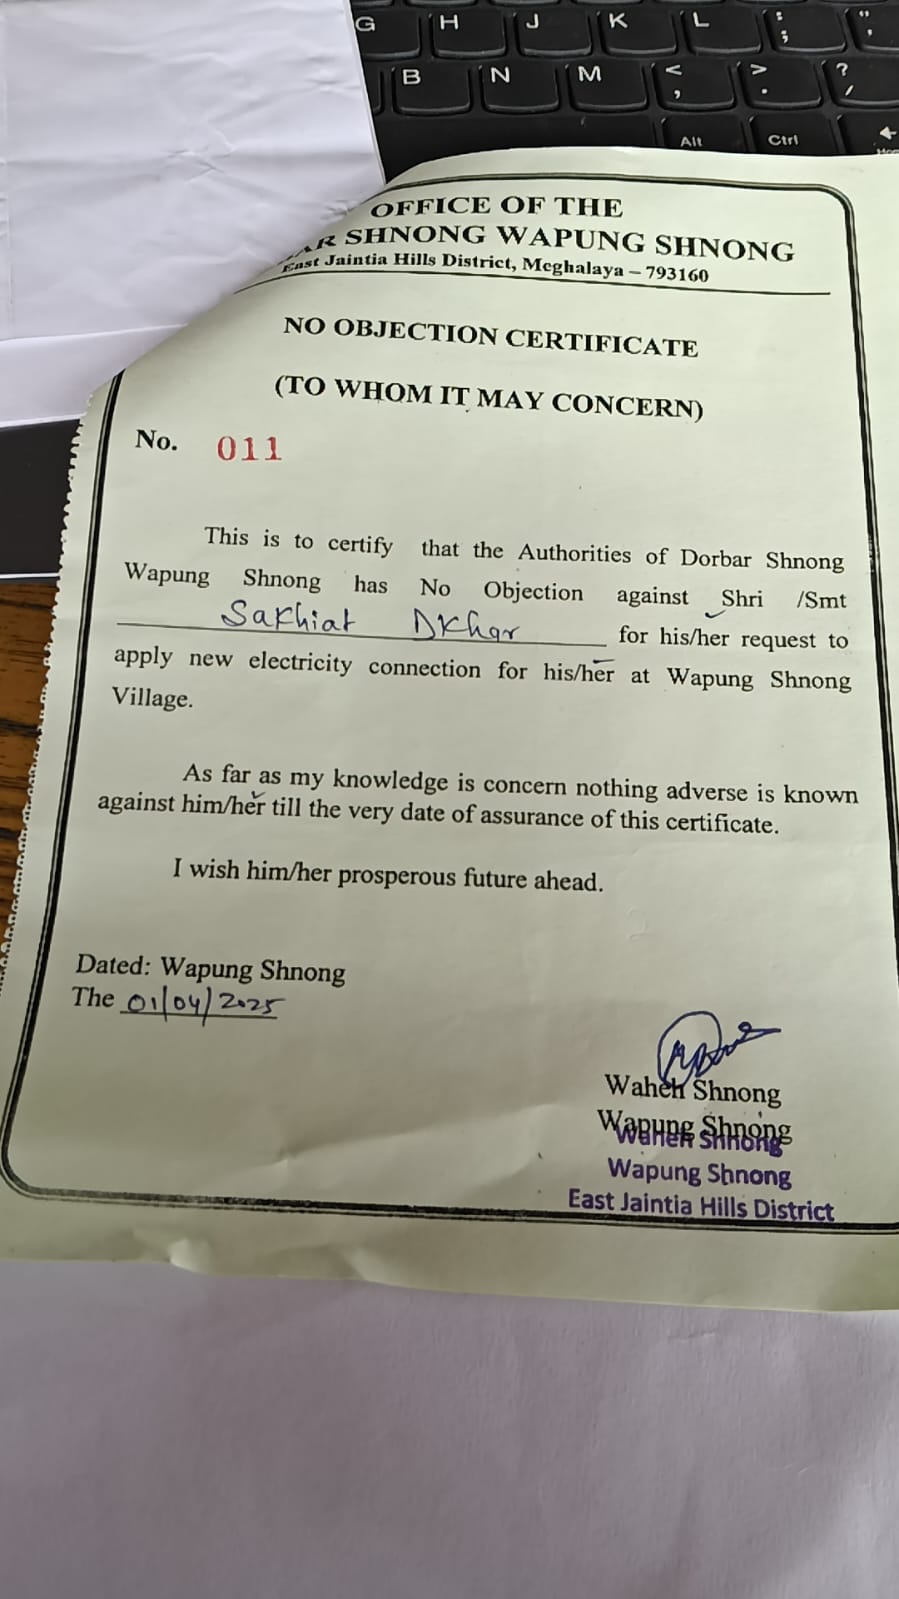 G H J K L : ; " '
B N M < , > . ? /
Alt Ctrl
OFFICE OF THE
AR SHNONG WAPUNG SHNONG
East Jaintia Hills District, Meghalaya – 793160
NO OBJECTION CERTIFICATE
(TO WHOM IT MAY CONCERN)
No. 011
This is to certify that the Authorities of Dorbar Shnong
Wapung Shnong has No Objection against Shri /Smt
Sakhiat Dkhar for his/her request to
apply new electricity connection for his/her at Wapung Shnong
Village.
As far as my knowledge is concern nothing adverse is known
against him/her till the very date of assurance of this certificate.
I wish him/her prosperous future ahead.
Dated: Wapung Shnong
The 01/04/2025
Waheh Shnong
Wapung Shnong
Waheh Shnong
Wapung Shnong
East Jaintia Hills District